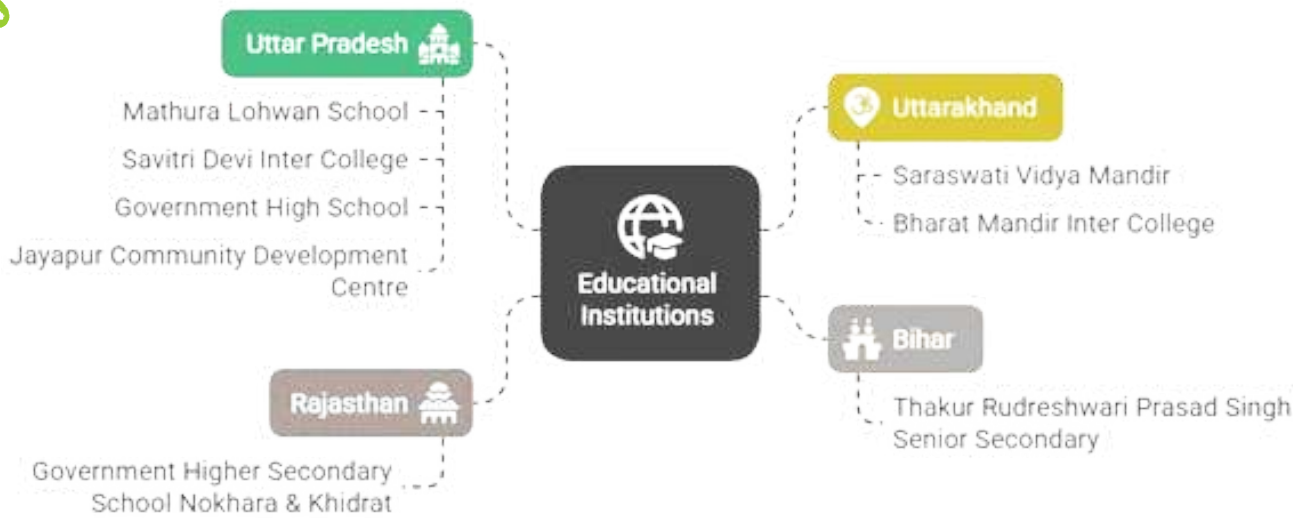 Uttar Pradesh
Mathura Lohwan School
Savitri Devi Inter College
Government High School
Jayapur Community Development
Centre
Rajasthan
Government Higher Secondary
School Nokhara & Khidrat
Educational
Institutions
Uttarakhand
Saraswati Vidya Mandir
Bharat Mandir Inter College
Bihar
Thakur Rudreshwari Prasad Singh
Senior Secondary